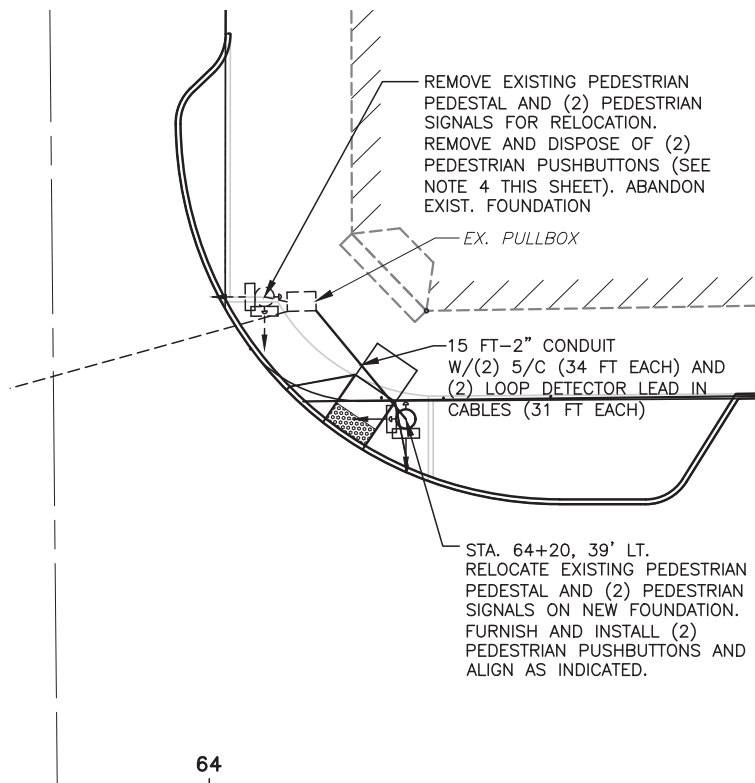 REMOVE EXISTING PEDESTRIAN
PEDESTAL AND (2) PEDESTRIAN
SIGNALS FOR RELOCATION.
REMOVE AND DISPOSE OF (2)
PEDESTRIAN PUSHBUTTONS (SEE
NOTE 4 THIS SHEET). ABANDON
EXIST. FOUNDATION
EX. PULLBOX
15 FT-2" CONDUIT
W/(2) 5/C (34 FT EACH) AND
(2) LOOP DETECTOR LEAD IN
CABLES (31 FT EACH)
STA. 64+20, 39' LT.
RELOCATE EXISTING PEDESTRIAN
PEDESTAL AND (2) PEDESTRIAN
SIGNALS ON NEW FOUNDATION.
FURNISH AND INSTALL (2)
PEDESTRIAN PUSHBUTTONS AND
ALIGN AS INDICATED.
64